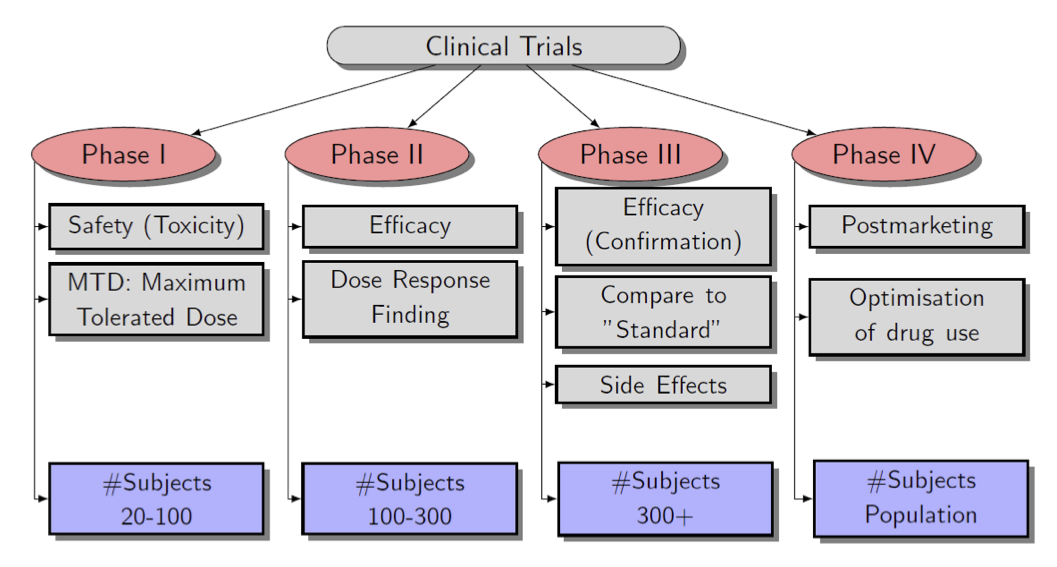 Clinical Trials
Phase I
Phase II
Phase III
Phase IV
Safety (Toxicity)
MTD: Maximum
Tolerated Dose
#Subjects
20-100
Efficacy
Dose Response
Finding
#Subjects
100-300
Efficacy
(Confirmation)
Compare to
”Standard”
Side Effects
#Subjects
300+
Postmarketing
Optimisation
of drug use
#Subjects
Population